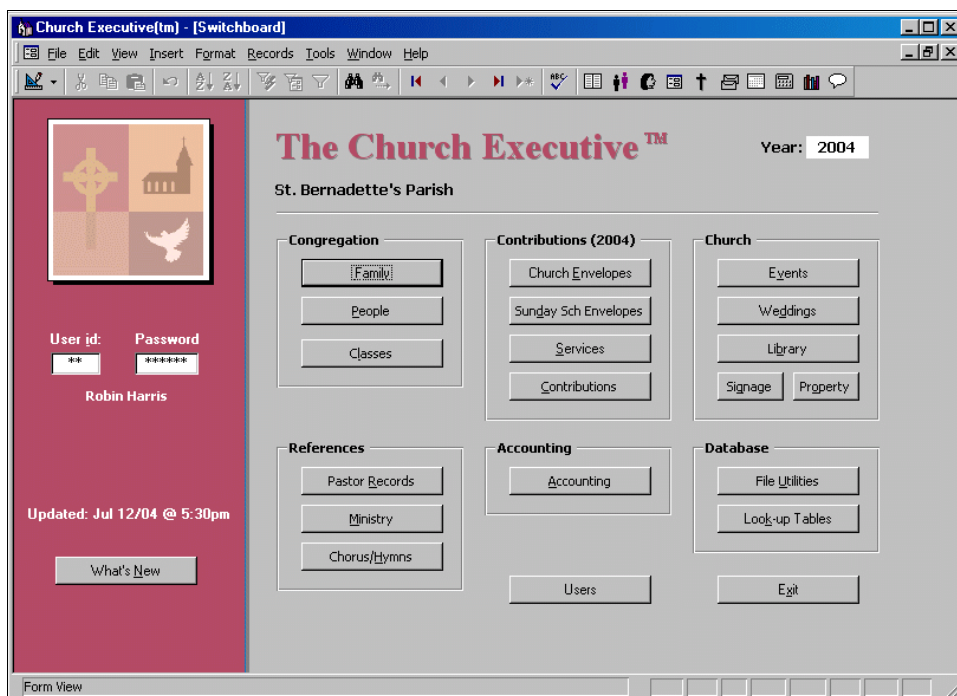 Church Executive(tm) - [Switchboard]
File Edit View Insert Format Records Tools Window Help
ABC
The Church Executive™
Year: 2004
St. Bernadette's Parish
User id: Password
** ******
Robin Harris
Updated: Jul 12/04 @ 5:30pm
What's New
Congregation
Family
People
Classes
Contributions (2004)
Church Envelopes
Sunday Sch Envelopes
Services
Contributions
Church
Events
Weddings
Library
Signage Property
References
Pastor Records
Ministry
Chorus/Hymns
Accounting
Accounting
Database
File Utilities
Look-up Tables
Users
Exit
Form View